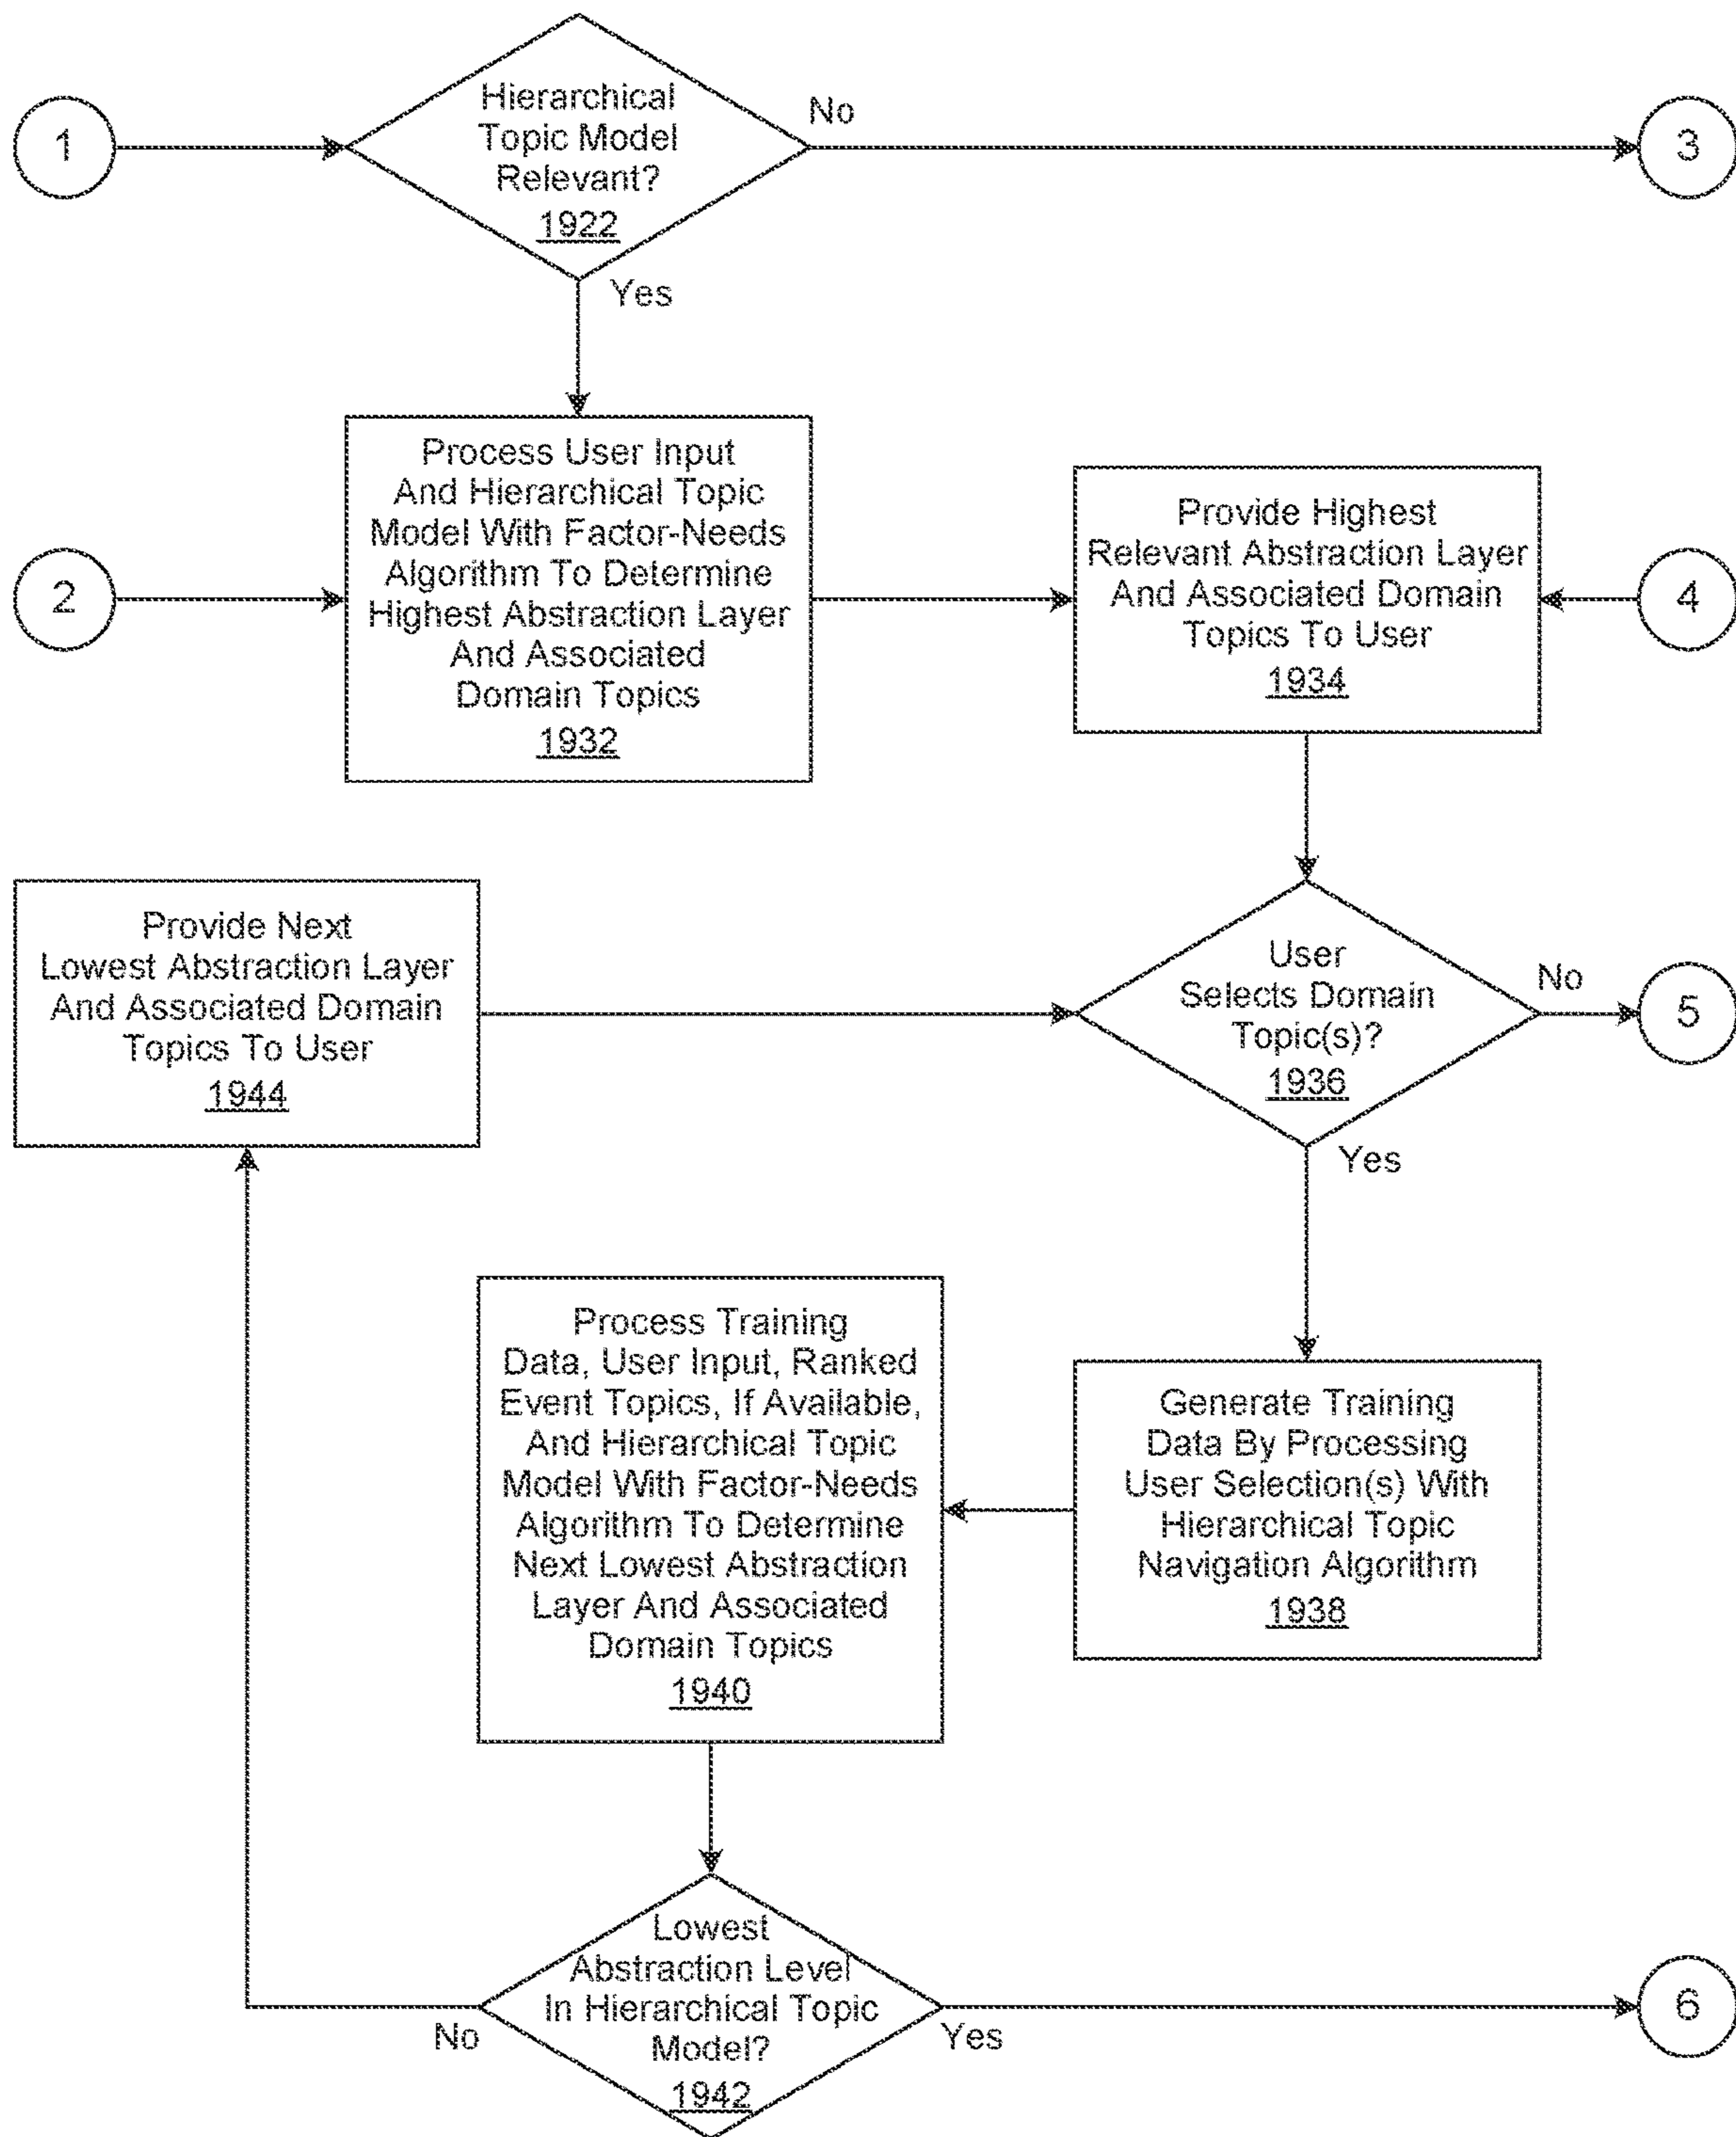 1
Hierarchical
Topic Model
Relevant?
1922
No
3
Yes
2
Process User Input
And Hierarchical Topic
Model With Factor-Needs
Algorithm To Determine
Highest Abstraction Layer
And Associated
Domain Topics
1932
Provide Highest
Relevant Abstraction Layer
And Associated Domain
Topics To User
1934
4
Provide Next
Lowest Abstraction Layer
And Associated Domain
Topics To User
1944
User
Selects Domain
Topic(s)?
1936
No
5
Yes
Process Training
Data, User Input, Ranked
Event Topics, If Available,
And Hierarchical Topic
Model With Factor-Needs
Algorithm To Determine
Next Lowest Abstraction
Layer And Associated
Domain Topics
1940
Generate Training
Data By Processing
User Selection(s) With
Hierarchical Topic
Navigation Algorithm
1938
Lowest
Abstraction Level
In Hierarchical Topic
Model?
1942
No
Yes
6